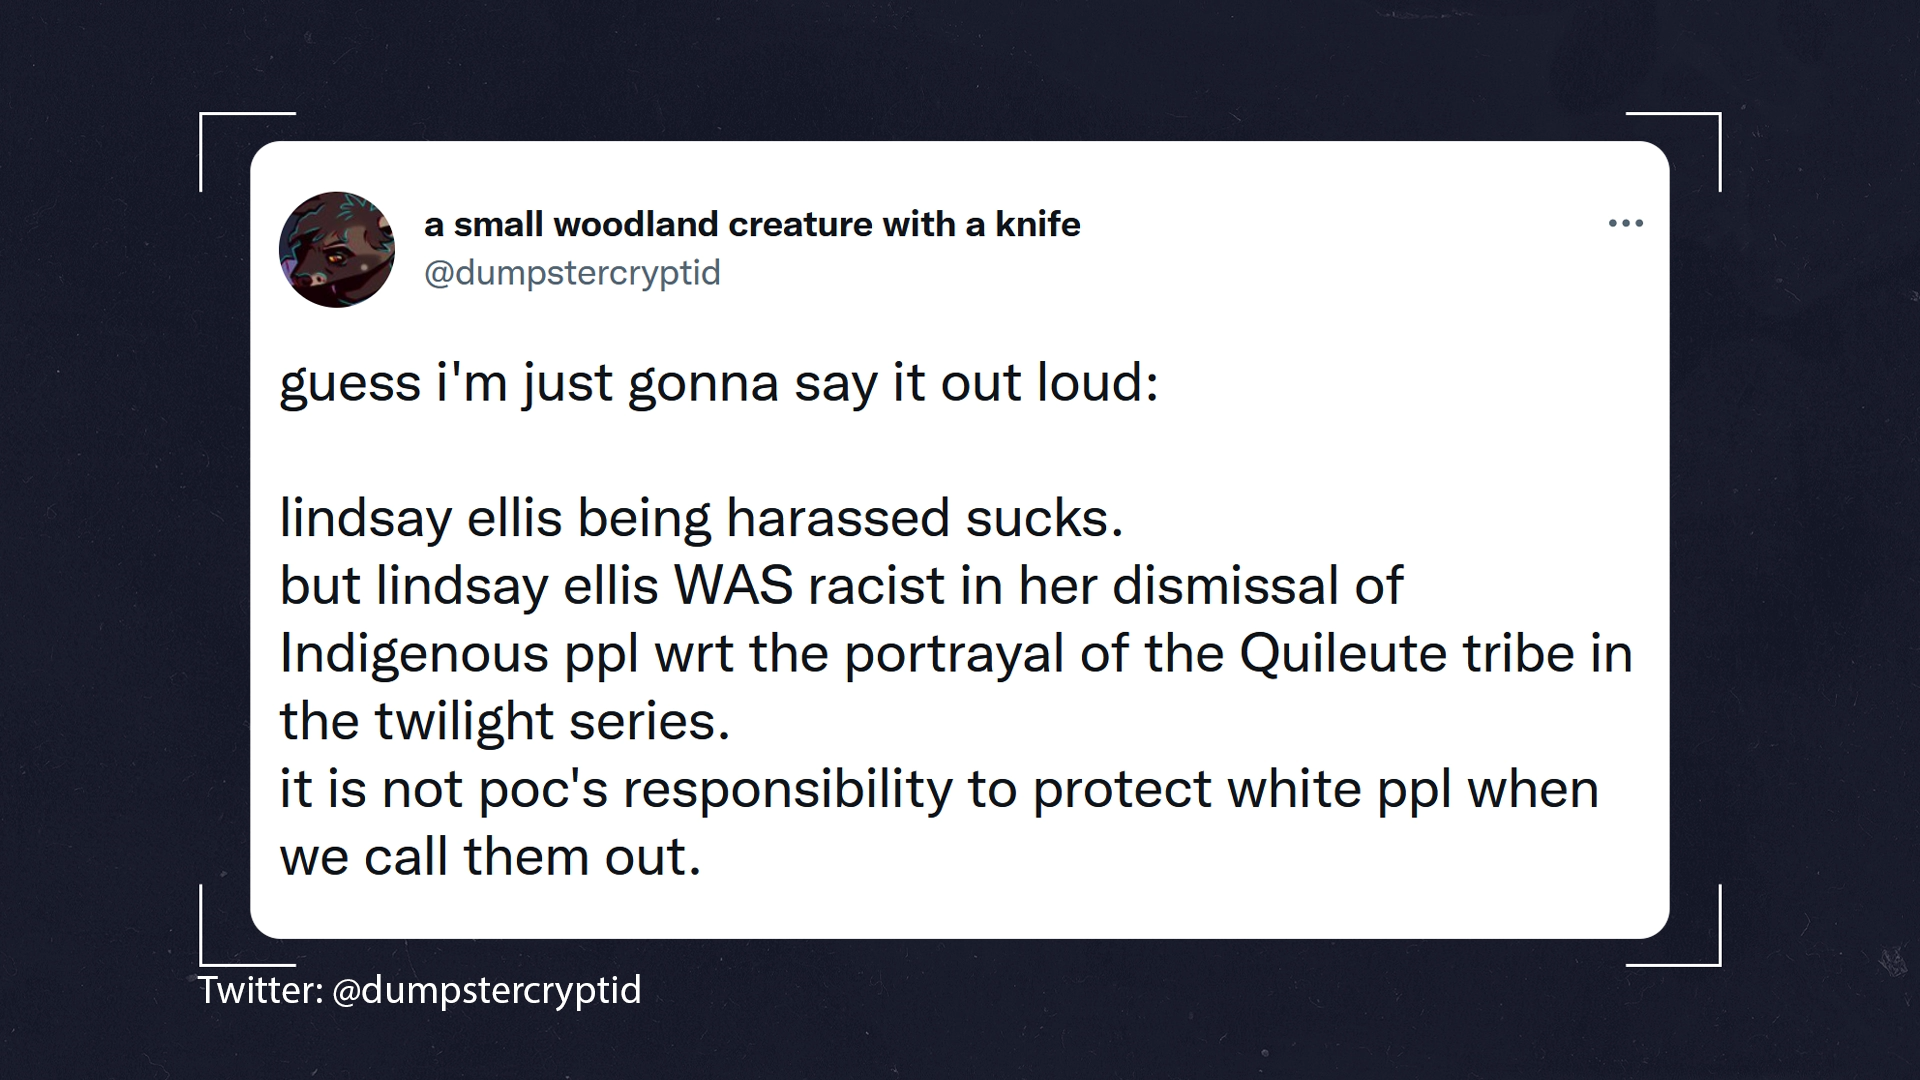 a small woodland creature with a knife
@dumpstercryptid
guess i'm just gonna say it out loud:
lindsay ellis being harassed sucks.
but lindsay ellis WAS racist in her dismissal of
Indigenous ppl wrt the portrayal of the Quileute tribe in
the twilight series.
it is not poc's responsibility to protect white ppl when
we call them out.
Twitter: @dumpstercryptid